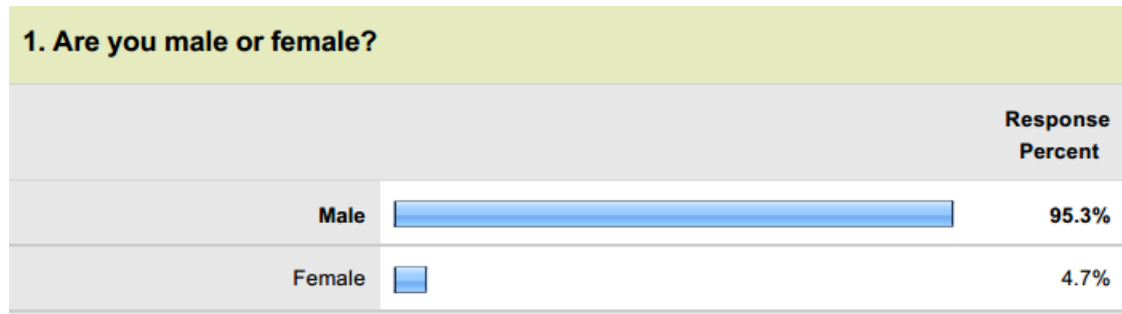 1. Are you male or female?
Response
Percent
Male 95.3%
Female 4.7%